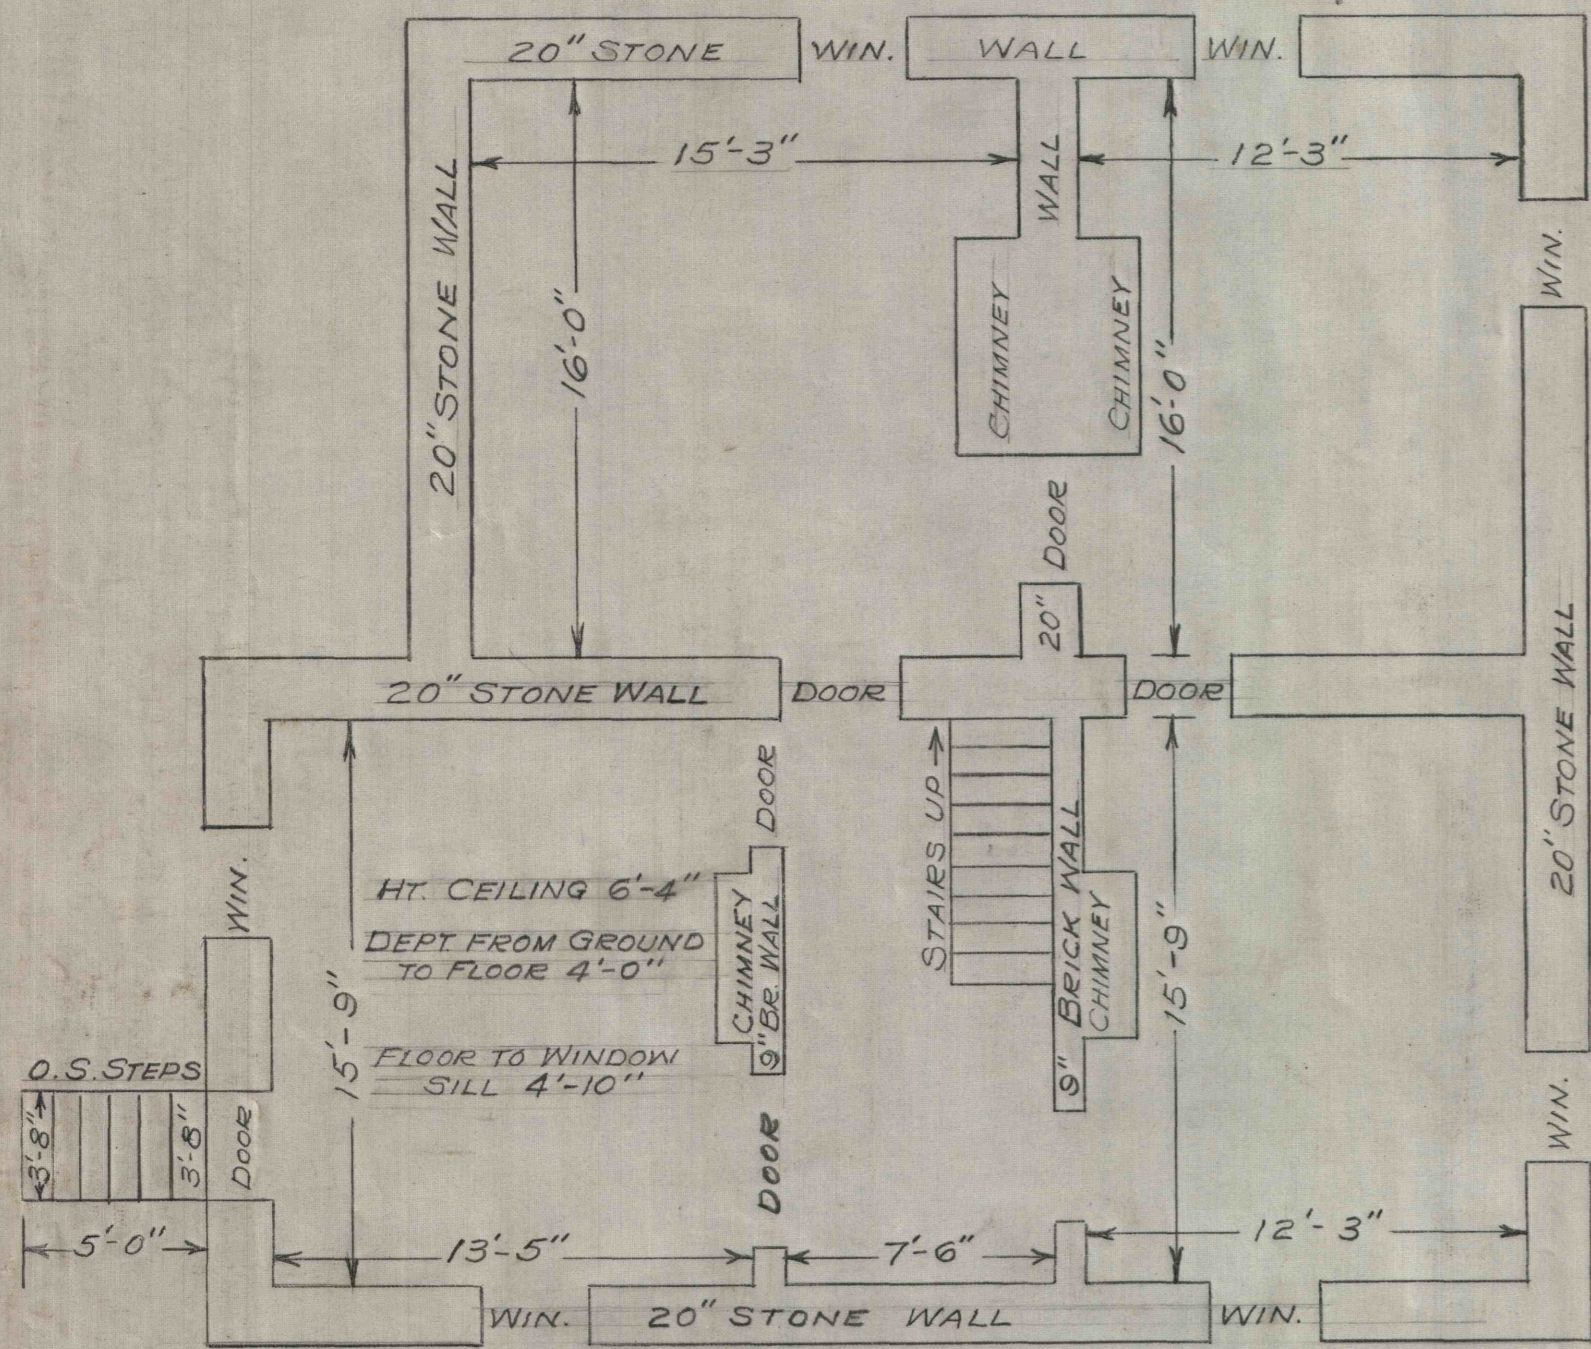 20" STONE
WIN.
WALL
WIN.
15'-3"
WALL
12'-3"
20" STONE WALL
16'-0"
CHIMNEY
CHIMNEY
16'-0"
WIN.
DOOR
20"
20" STONE WALL
DOOR
DOOR
20" STONE WALL
DOOR
STAIRS UP
9" BRICK WALL
CHIMNEY
WIN.
HT. CEILING 6'-4"
DEPT. FROM GROUND
TO FLOOR 4'-0"
CHIMNEY
9" BR. WALL
15'-9"
15'-9"
FLOOR TO WINDOW
SILL 4'-10"
O.S. STEPS
3'-8"
3'-8"
DOOR
DOOR
WIN.
5'-0"
13'-5"
7'-6"
12'-3"
WIN.
20" STONE WALL
WIN.